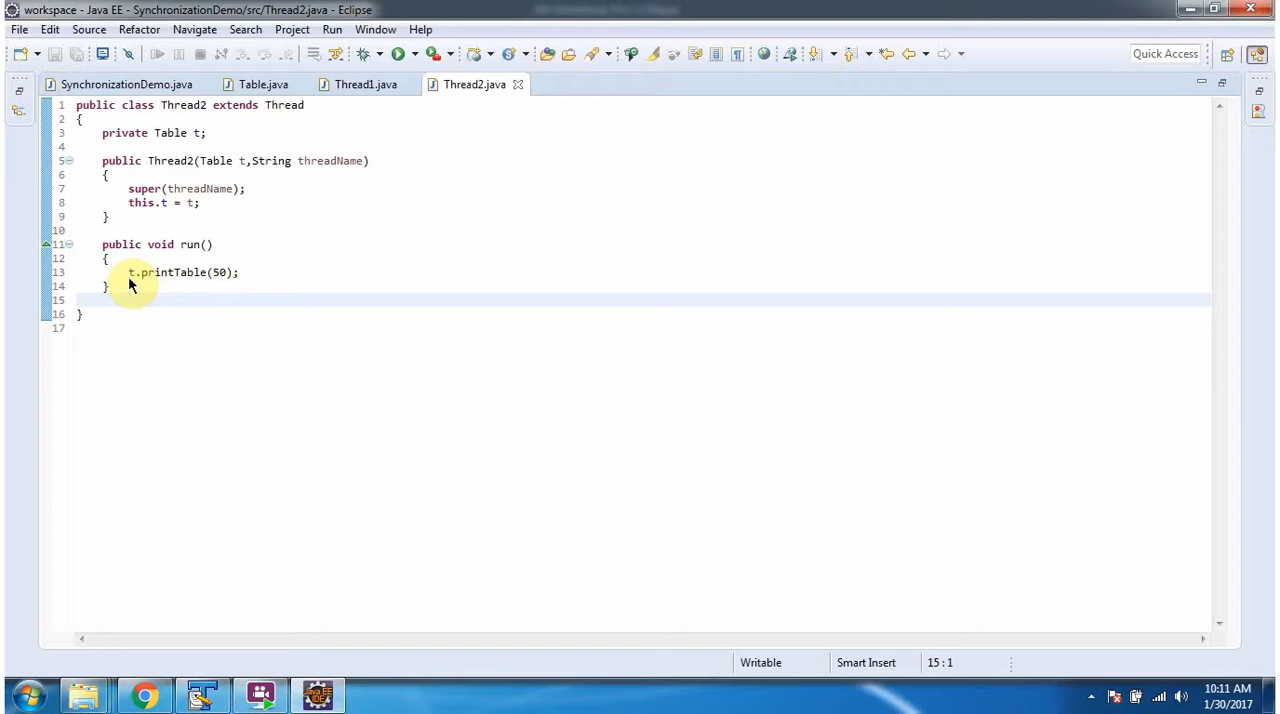 workspace - Java EE - SynchronizationDemo/src/Thread2.java - Eclipse
File Edit Source Refactor Navigate Search Project Run Window Help
Quick Access
SynchronizationDemo.java Table.java Thread1.java Thread2.java
1 public class Thread2 extends Thread
2 {
3 private Table t;
4
5 public Thread2(Table t,String threadName)
6 {
7 super(threadName);
8 this.t = t;
9 }
10
11 public void run()
12 {
13 t.printTable(50);
14 }
15
16 }
17
Writable Smart Insert 15 : 1
Java EE
IDE
10:11 AM
1/30/2017